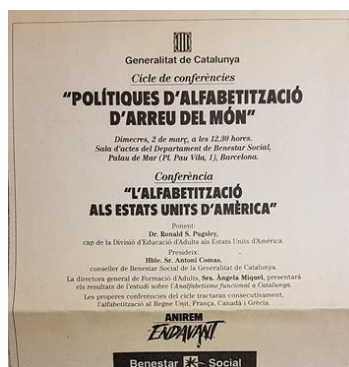 Generalitat de Catalunya
Cicle de conferències
“POLÍTIQUES D’ALFABETITZACIÓ
D’ARREU DEL MÓN”
Dimecres, 2 de març, a les 12,30 hores.
Sala d’actes del Departament de Benestar Social,
Palau de Mar (Pl. Pau Vila, 1), Barcelona.
Conferència
“L’ALFABETITZACIÓ
ALS ESTATS UNITS D’AMÈRICA”
Ponent:
Dr. Ronald S. Pugsley,
cap de la Divisió d’Educació d’Adults als Estats Units d’Amèrica.
Presideix:
Hble. Sr. Antoni Comas,
conseller de Benestar Social de la Generalitat de Catalunya.
La directora general de Formació d’Adults, Sra. Àngela Miquel, presentarà
els resultats de l’estudi sobre l’Analfabetisme funcional a Catalunya.
Les properes conferències del cicle tractaran consecutivament,
l’alfabetització al Regne Unit, França, Canadà i Grècia.
ANIREM
ENDAVANT
Benestar Social